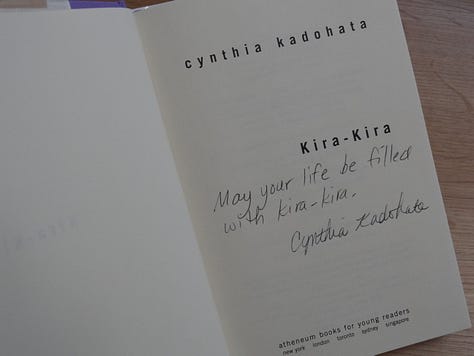 cynthia kadohata
Kira-Kira
May your life be filled
with kira-kira.
Cynthia Kadohata
atheneum books for young readers
new york london toronto sydney singapore